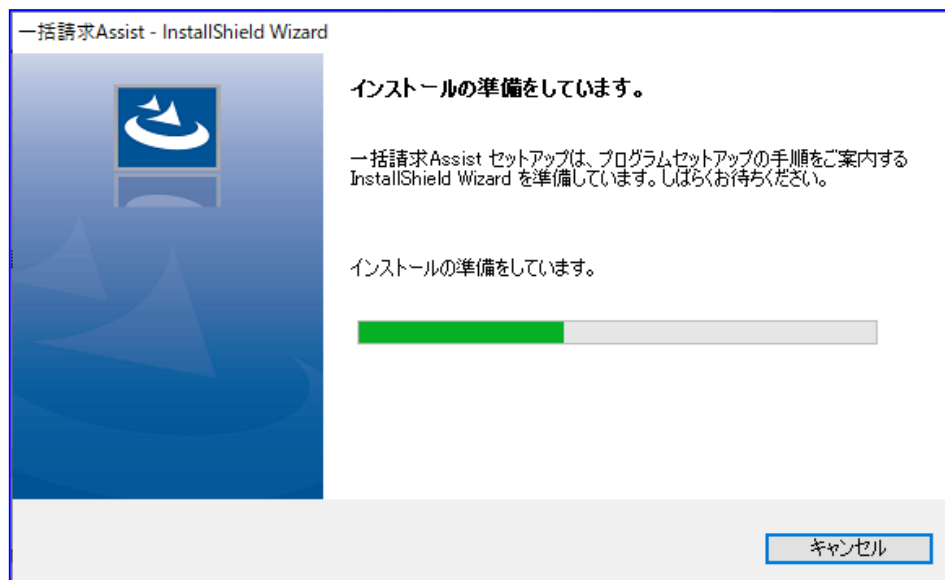 一括請求Assist - InstallShield Wizard
インストールの準備をしています。
一括請求Assist セットアップは、プログラムセットアップの手順をご案内する
InstallShield Wizard を準備しています。しばらくお待ちください。
インストールの準備をしています。
キャンセル